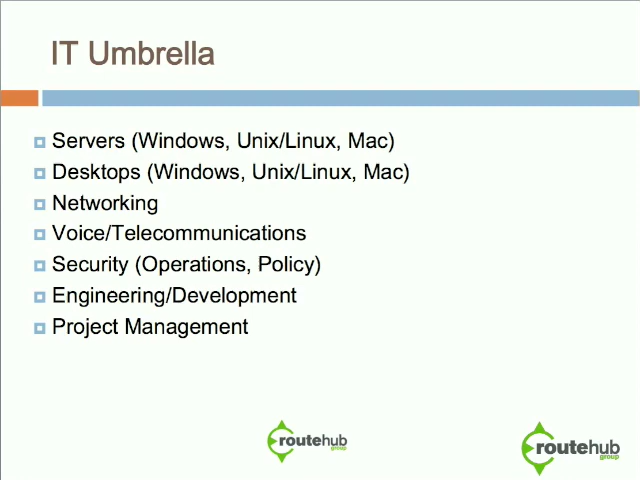 IT Umbrella
Servers (Windows, Unix/Linux, Mac)
Desktops (Windows, Unix/Linux, Mac)
Networking
Voice/Telecommunications
Security (Operations, Policy)
Engineering/Development
Project Management
routehub
group
routehub
group